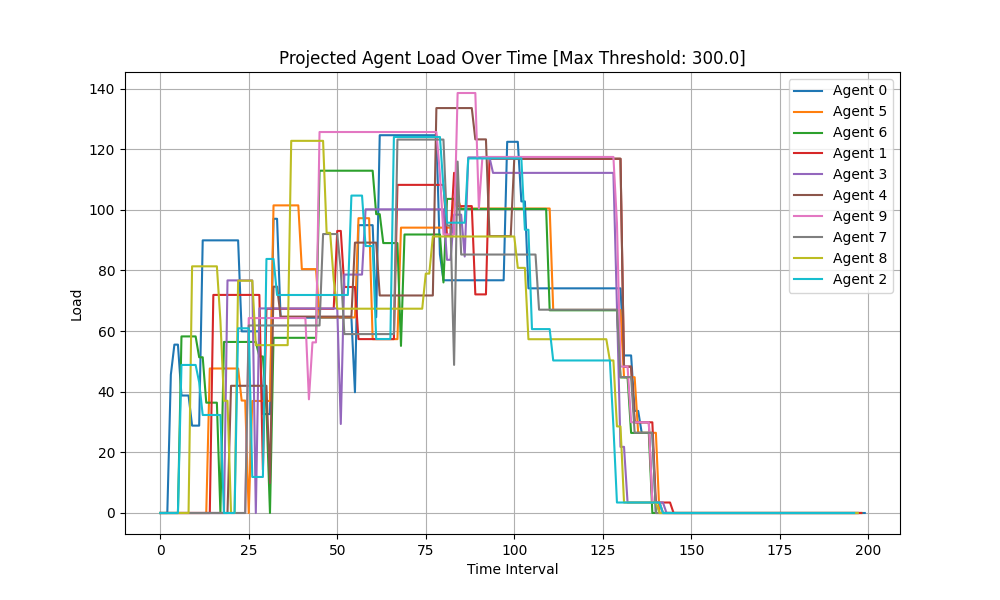 Projected Agent Load Over Time [Max Threshold: 300.0]
Load
140
120
100
80
60
40
20
0
0 25 50 75 100 125 150 175 200
Time Interval
Agent 0
Agent 5
Agent 6
Agent 1
Agent 3
Agent 4
Agent 9
Agent 7
Agent 8
Agent 2